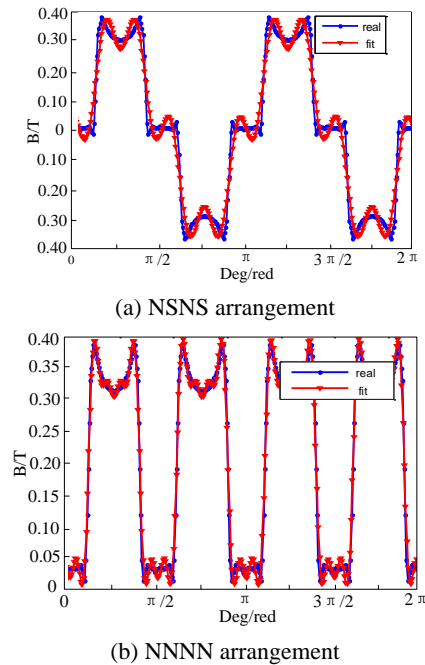 0.40
0.30
0.20
0.10
0.00
0.10
0.20
0.30
0.40
B/T
real
fit
0
π/2
π
3 π/2
2 π
Deg/red
(a) NSNS arrangement
0.40
0.35
0.30
0.25
0.20
0.15
0.10
0.05
0
B/T
real
fit
0
π/2
π
3 π/2
2 π
Deg/red
(b) NNNN arrangement